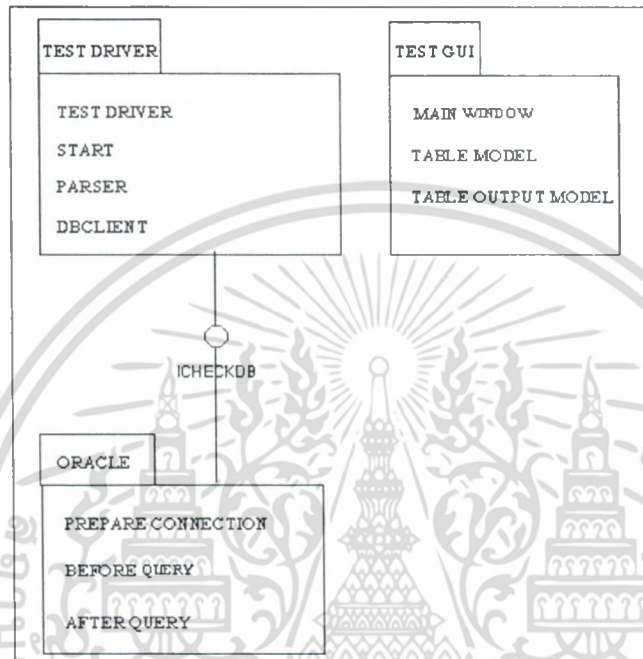 TEST DRIVER
TEST DRIVER
START
PARSER
DBCLIENT
TEST GUI
MAIN WINDOW
TABLE MODEL
TABLE OUTPUT MODEL
ICHECKDB
ORACLE
PREPARE CONNECTION
BEFORE QUERY
AFTER QUERY